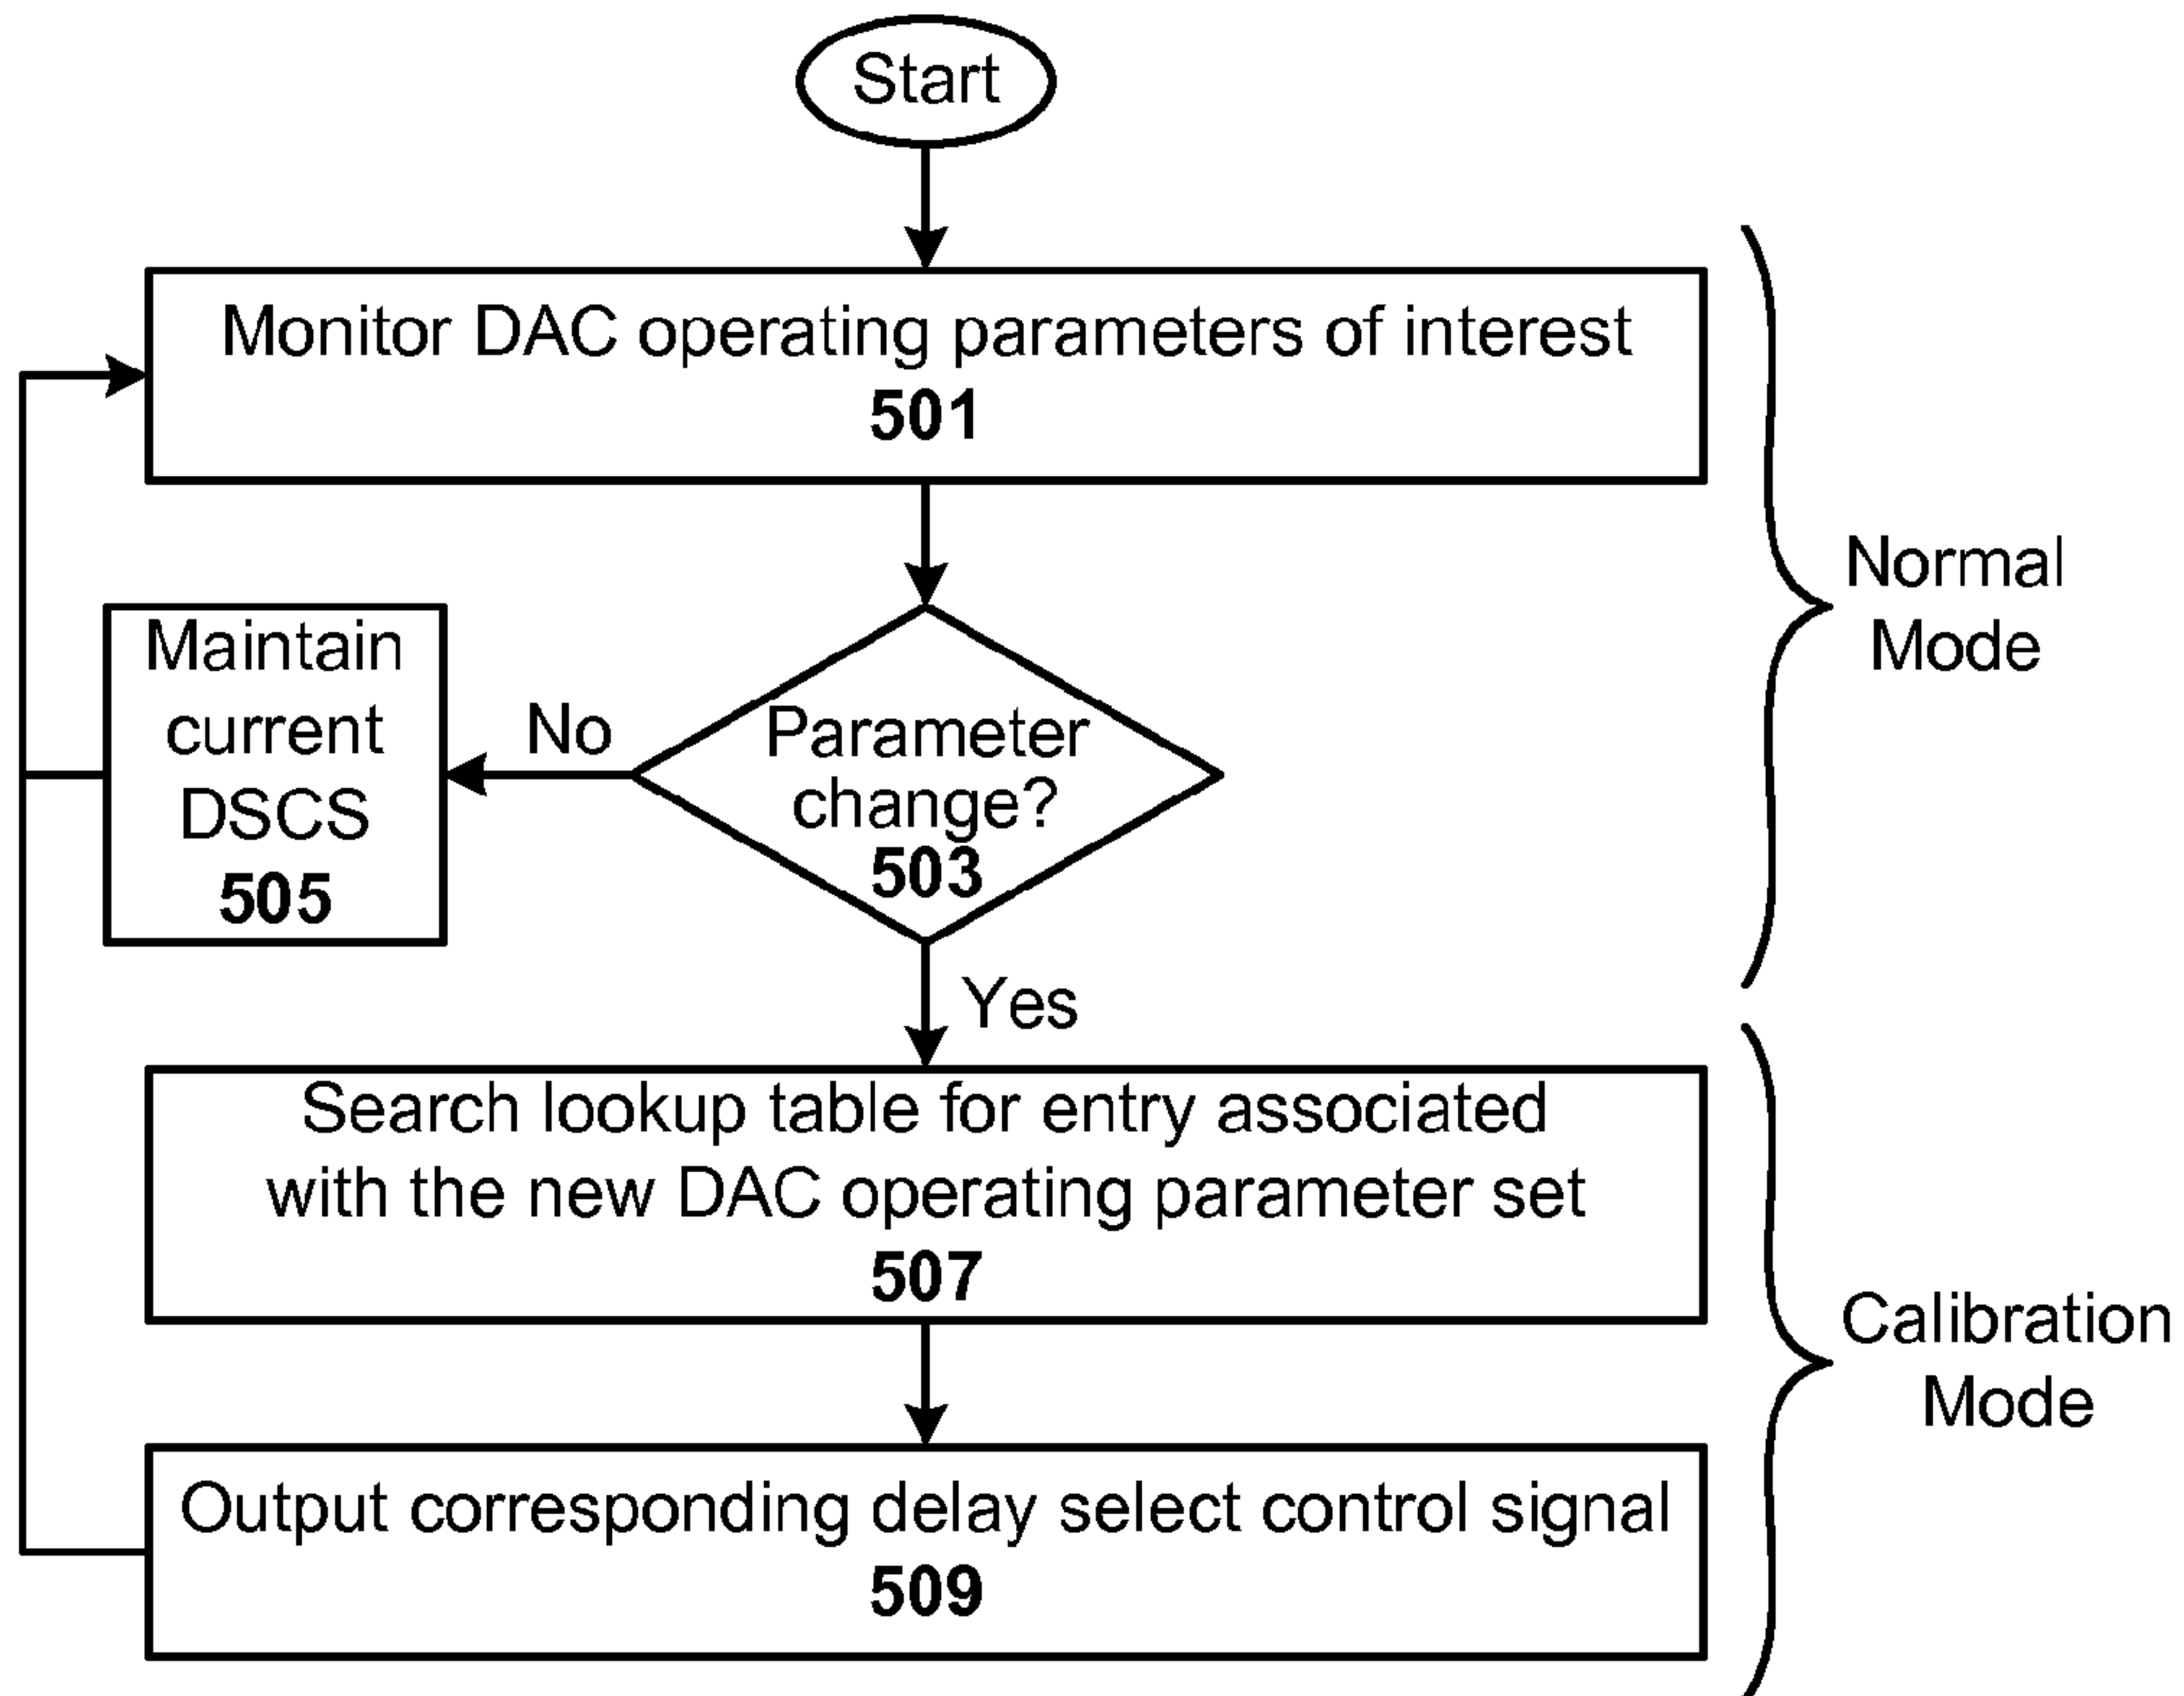 Start
Monitor DAC operating parameters of interest
501
Normal
Mode
Maintain
current
DSCS
505
No
Parameter
change?
503
Yes
Search lookup table for entry associated
with the new DAC operating parameter set
507
Calibration
Mode
Output corresponding delay select control signal
509